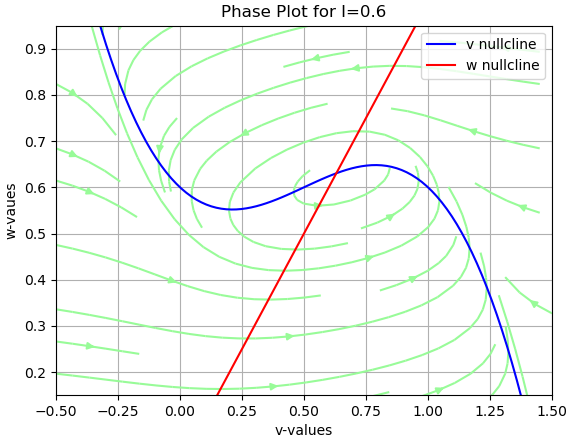 Phase Plot for I=0.6
v nullcline
w nullcline
w-vaues
0.9
0.8
0.7
0.6
0.5
0.4
0.3
0.2
−0.50 −0.25 0.00 0.25 0.50 0.75 1.00 1.25 1.50
v-values